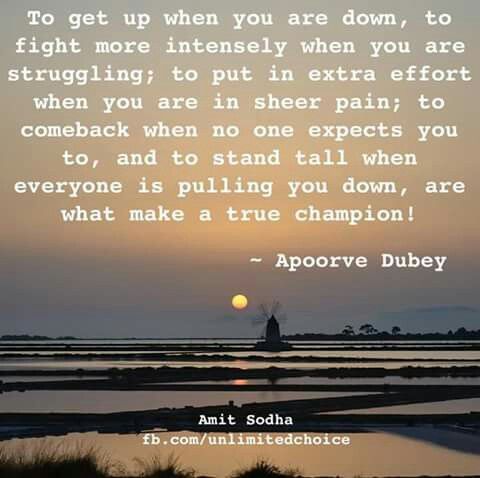 To get up when you are down, to
fight more intensely when you are
struggling; to put in extra effort
when you are in sheer pain; to
comeback when no one expects you
to, and to stand tall when
everyone is pulling you down, are
what make a true champion!
~ Apoorve Dubey
Amit Sodha
fb.com/unlimitedchoice